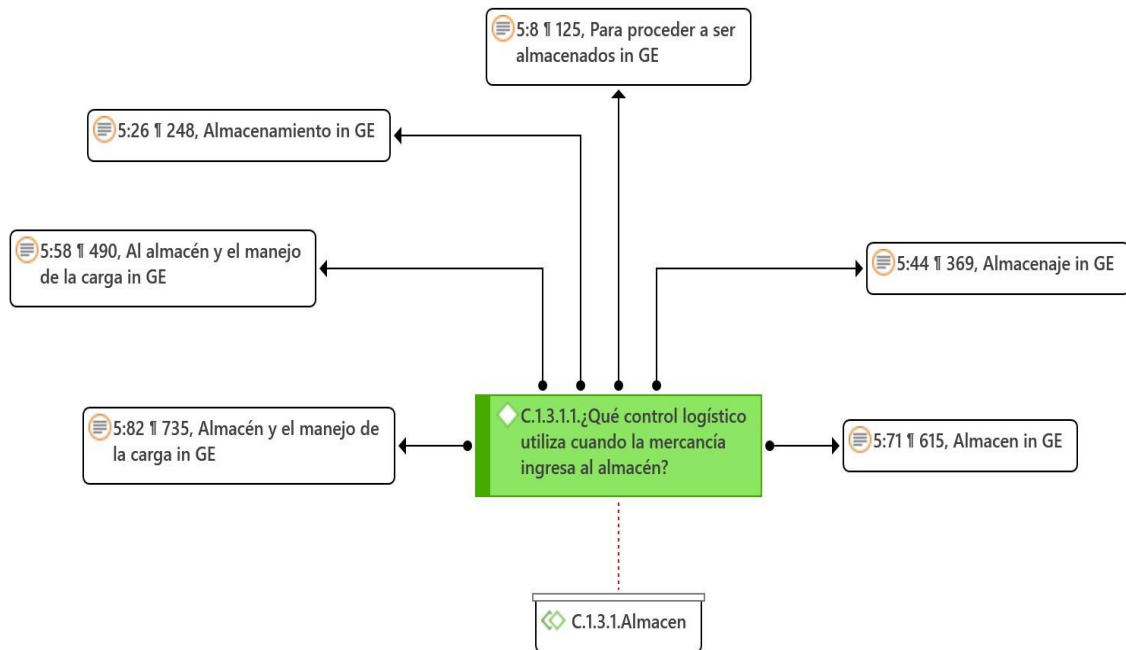 5:8 ¶ 125, Para proceder a ser
almacenados in GE
5:26 ¶ 248, Almacenamiento in GE
5:58 ¶ 490, Al almacén y el manejo
de la carga in GE
5:44 ¶ 369, Almacenaje in GE
5:82 ¶ 735, Almacén y el manejo de
la carga in GE
C.1.3.1.1.¿Qué control logístico
utiliza cuando la mercancía
ingresa al almacén?
5:71 ¶ 615, Almacen in GE
C.1.3.1.Almacen